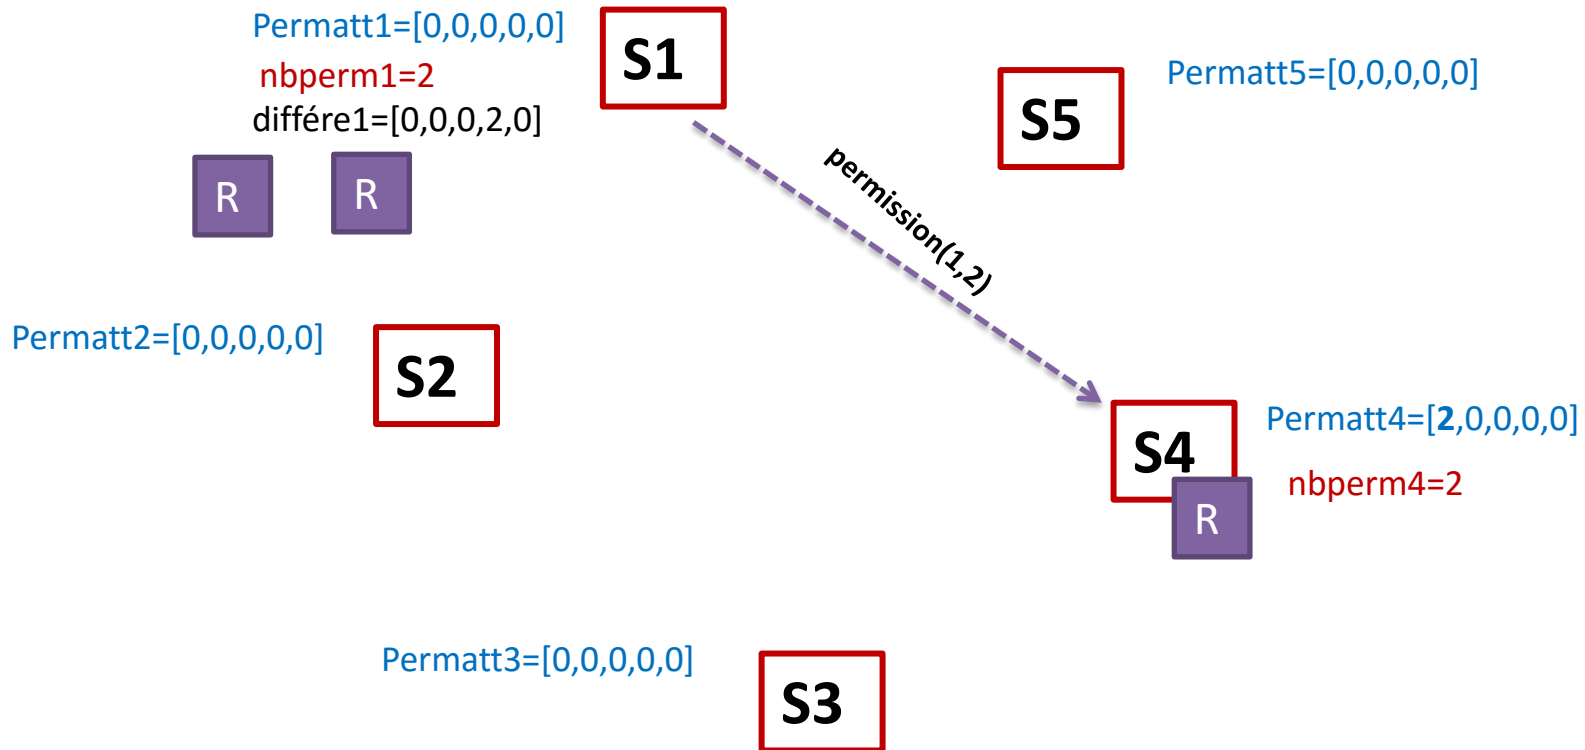 Permatt1=[0,0,0,0,0]
nbperm1=2
différe1=[0,0,0,2,0]
R
R
S1
S5
Permatt5=[0,0,0,0,0]
permission(1,2)
Permatt2=[0,0,0,0,0]
S2
S4
Permatt4=[2,0,0,0,0]
nbperm4=2
R
Permatt3=[0,0,0,0,0]
S3